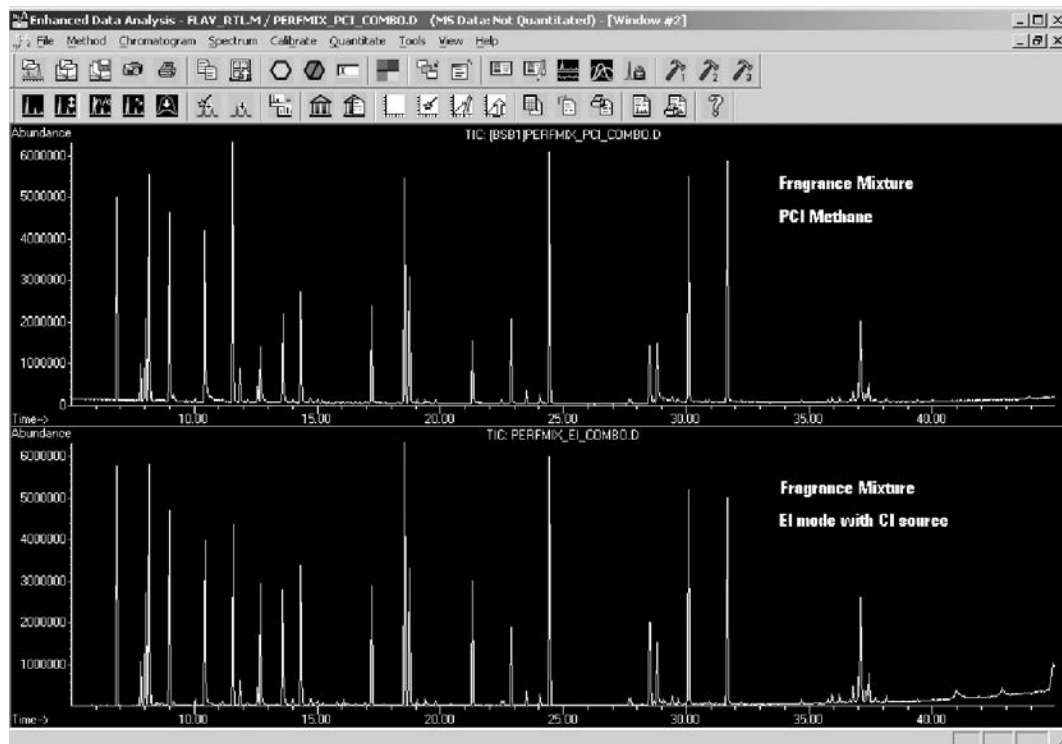 Enhanced Data Analysis - FLAV_RTL.M / PERFMIX_PCI_COMBO.D (MS Data: Not Quantitated) - [Window #2]
File Method Chromatogram Spectrum Calibrate Quantitate Tools View Help
Abundance
TIC: [BSB1]PERFMIX_PCI_COMBO.D
6000000
5000000
4000000
3000000
2000000
1000000
0
Fragrance Mixture
PCI Methane
Time-->
10.00 15.00 20.00 25.00 30.00 35.00 40.00
Abundance
TIC: PERFMIX_EI_COMBO.D
6000000
5000000
4000000
3000000
2000000
1000000
Fragrance Mixture
EI mode with CI source
Time-->
10.00 15.00 20.00 25.00 30.00 35.00 40.00